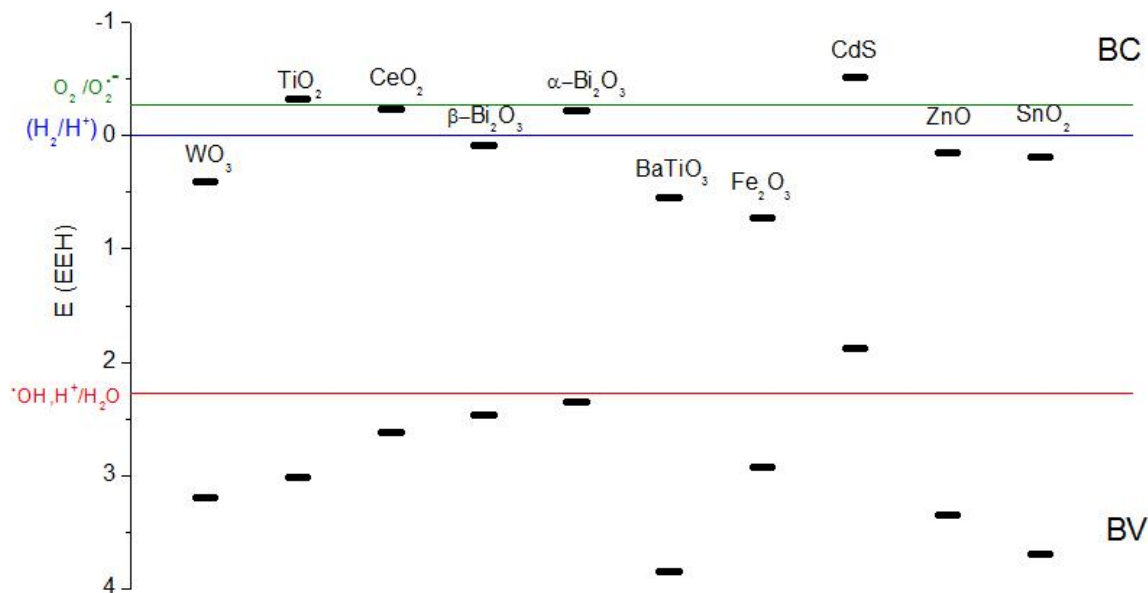 -1
BC
CdS
O₂/O₂•⁻
TiO₂
CeO₂
α–Bi₂O₃
(H₂/H⁺)
0
β–Bi₂O₃
ZnO
SnO₂
WO₃
BaTiO₃
Fe₂O₃
1
E (EEH)
2
•OH,H⁺/H₂O
3
BV
4